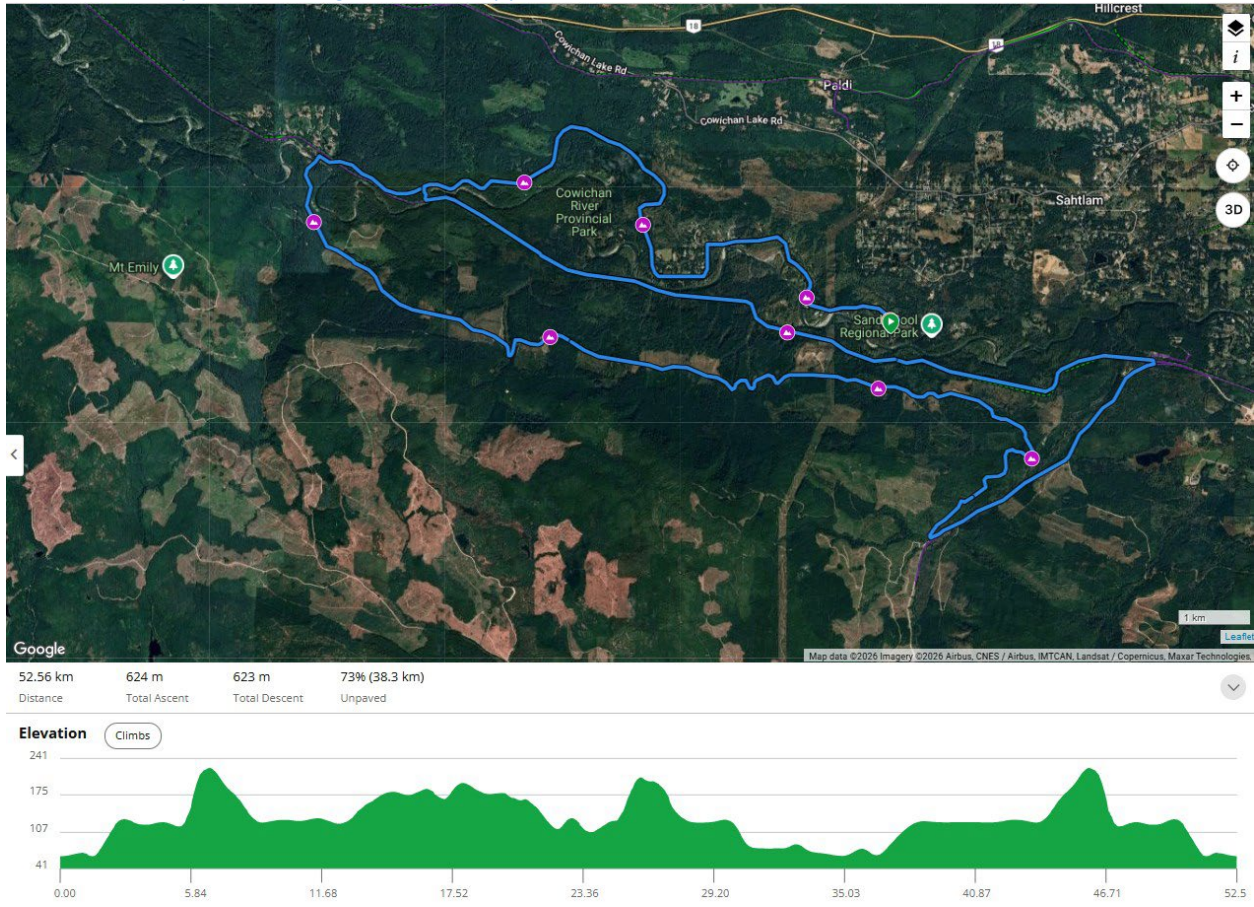 Hillcrest
18
18
i
Cowichan Lake Rd
Paldi
+
−
Cowichan Lake Rd
Cowichan
River
Provincial
Park
Sahtlam
3D
Mt Emily
Regional Park
1 km
Google
Leaflet
Map data ©2026 Imagery ©2026 Airbus, CNES / Airbus, IMTCAN, Landsat / Copernicus, Maxar Technologies,
52.56 km 624 m 623 m 73% (38.3 km)
Distance Total Ascent Total Descent Unpaved
Elevation Climbs
241
175
107
41
0.00 5.84 11.68 17.52 23.36 29.20 35.03 40.87 46.71 52.5